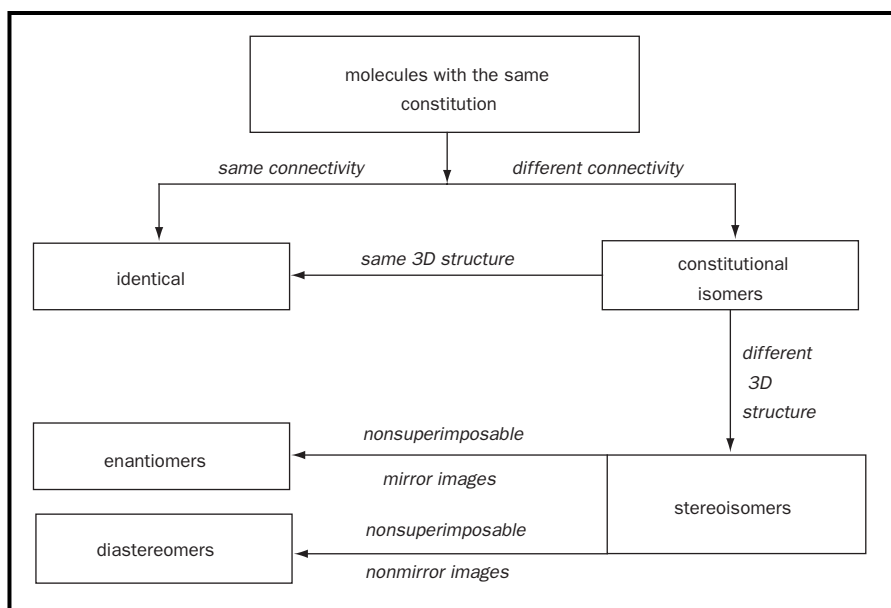 molecules with the same
constitution
same connectivity
different connectivity
identical
same 3D structure
constitutional
isomers
different
3D
structure
enantiomers
nonsuperimposable
mirror images
stereoisomers
diastereomers
nonsuperimposable
nonmirror images